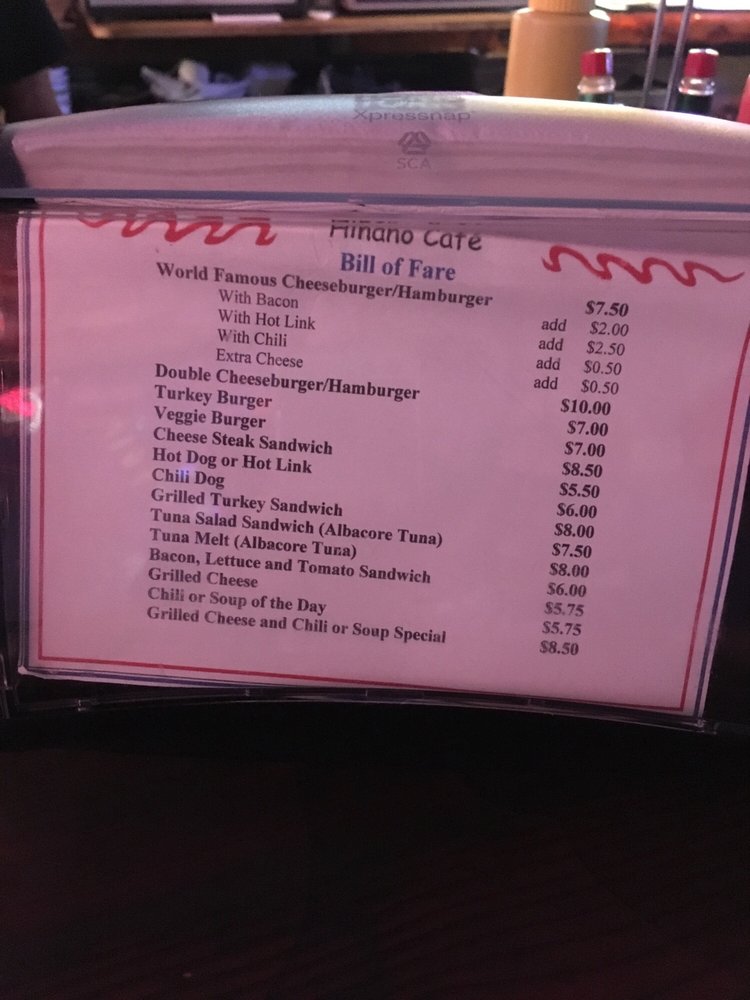 Xpressnap
SCA
Hinano Café
Bill of Fare
World Famous Cheeseburger/Hamburger $7.50
With Bacon add $2.00
With Hot Link add $2.50
With Chili add $0.50
Extra Cheese add $0.50
Double Cheeseburger/Hamburger $10.00
Turkey Burger $7.00
Veggie Burger $7.00
Cheese Steak Sandwich $8.50
Hot Dog or Hot Link $5.50
Chili Dog $6.00
Grilled Turkey Sandwich $8.00
Tuna Salad Sandwich (Albacore Tuna) $7.50
Tuna Melt (Albacore Tuna) $8.00
Bacon, Lettuce and Tomato Sandwich $6.00
Grilled Cheese $5.75
Chili or Soup of the Day $5.75
Grilled Cheese and Chili or Soup Special $8.50